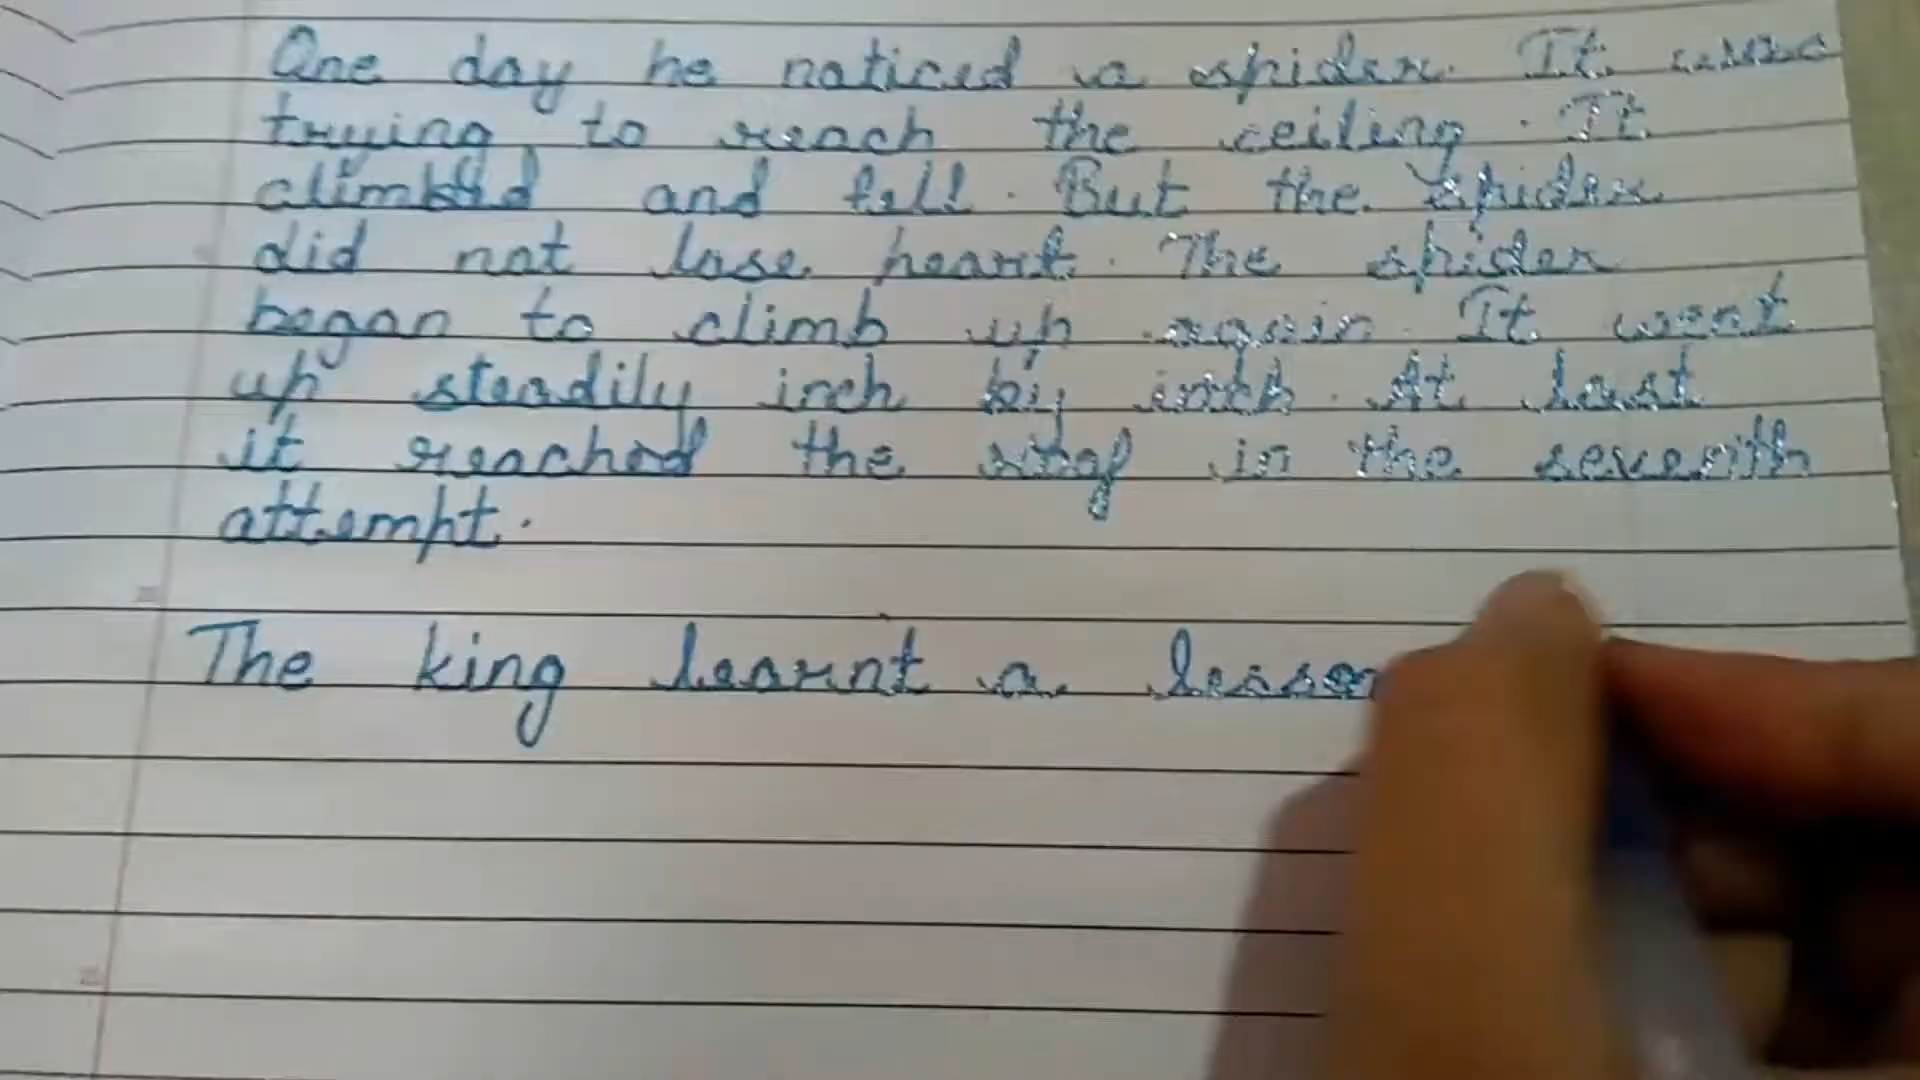 One day he noticed a spider. It was
trying to reach the ceiling. It
climbed and fell. But the spider
did not lose heart. The spider
began to climb up again. It went
up steadily inch by inch. At last
it reached the in the seventh
attempt.
The king learnt a lesson